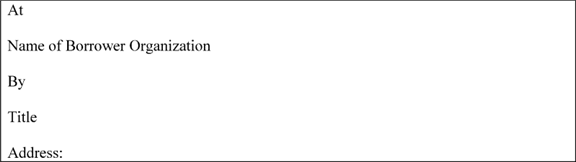 At
Name of Borrower Organization
By
Title
Address: